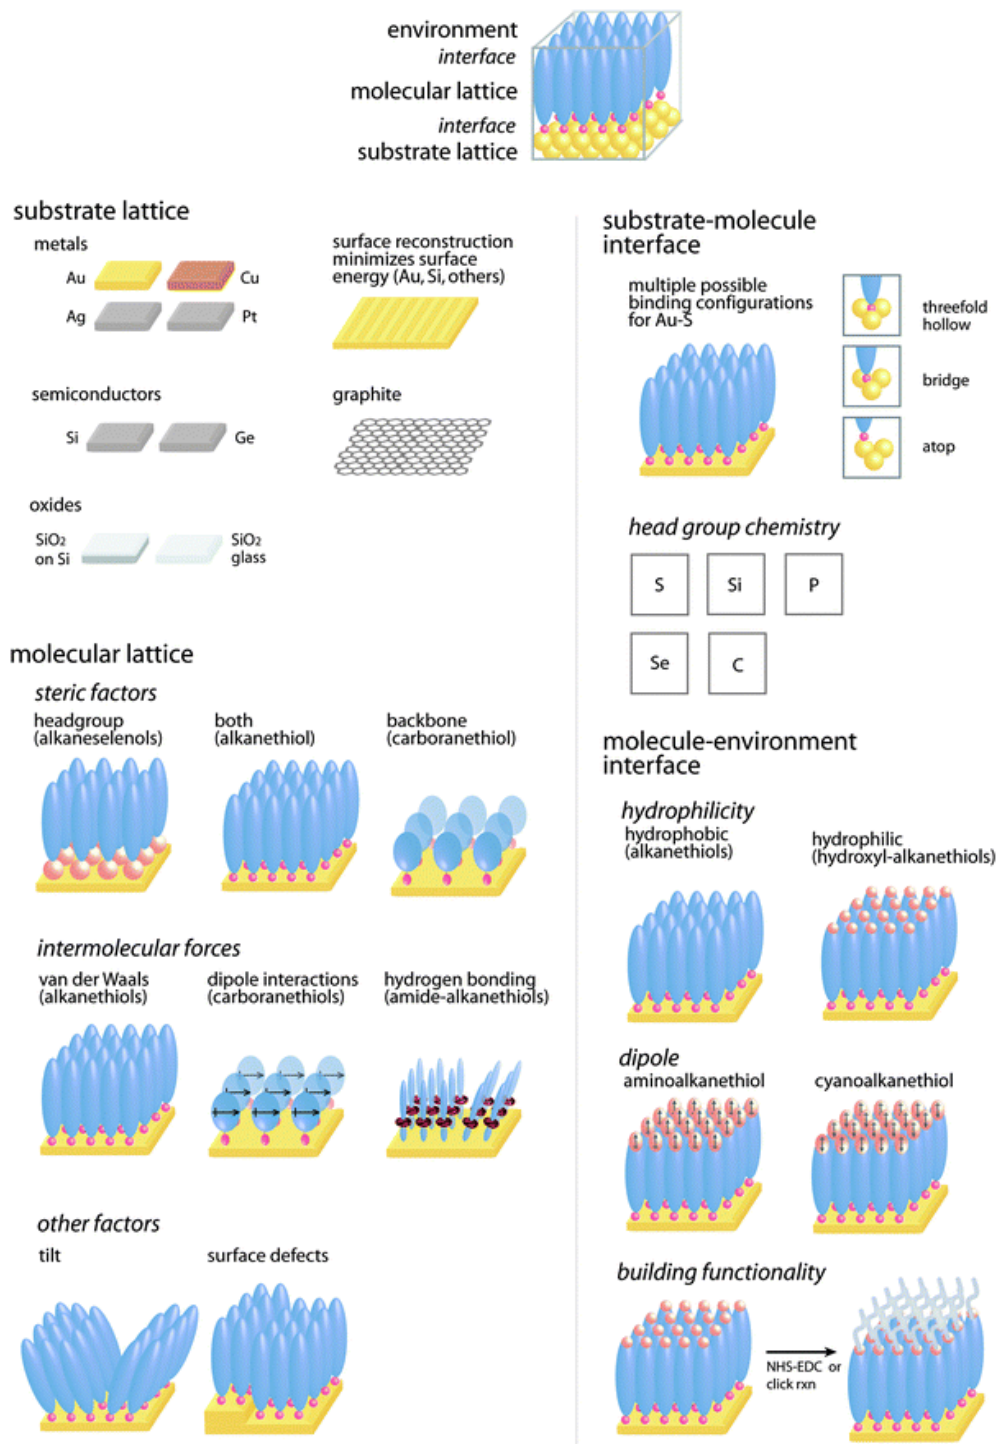 environment
interface
molecular lattice
interface
substrate lattice
substrate lattice
metals
Au
Cu
Ag
Pt
surface reconstruction
minimizes surface
energy (Au, Si, others)
semiconductors
Si
Ge
graphite
oxides
SiO₂
on Si
SiO₂
glass
molecular lattice
steric factors
headgroup
(alkaneselenols)
both
(alkanethiol)
backbone
(carboranethiol)
intermolecular forces
van der Waals
(alkanethiols)
dipole interactions
(carboranethiols)
hydrogen bonding
(amide-alkanethiols)
other factors
tilt
surface defects
substrate-molecule
interface
multiple possible
binding configurations
for Au-S
threefold
hollow
bridge
atop
head group chemistry
S
Si
P
Se
C
molecule-environment
interface
hydrophilicity
hydrophobic
(alkanethiols)
hydrophilic
(hydroxyl-alkanethiols)
dipole
aminoalkanethiol
cyanoalkanethiol
building functionality
NHS-EDC or
click rxn